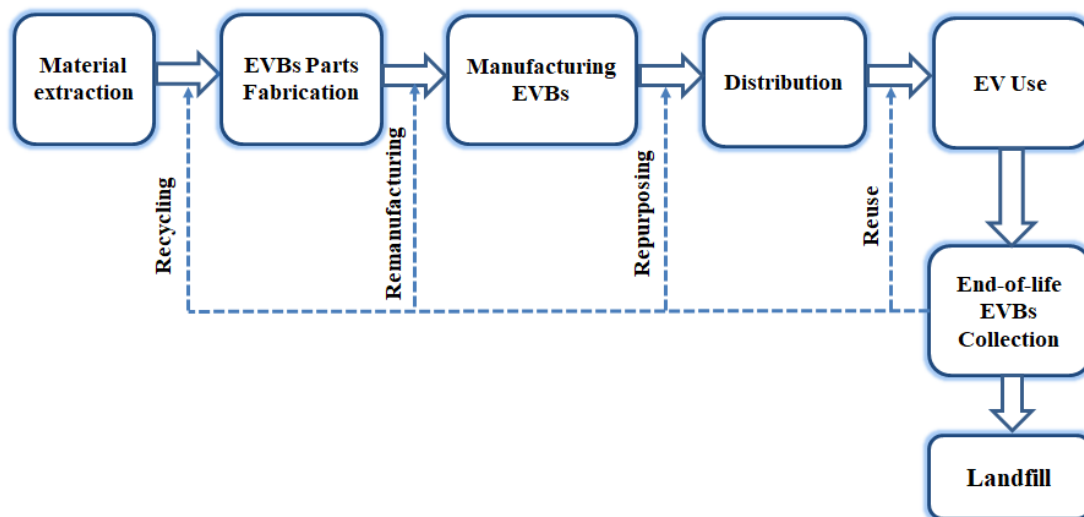 Material
extraction
EVBs Parts
Fabrication
Manufacturing
EVBs
Distribution
EV Use
Recycling
Remanufacturing
Repurposing
Reuse
End-of-life
EVBs
Collection
Landfill